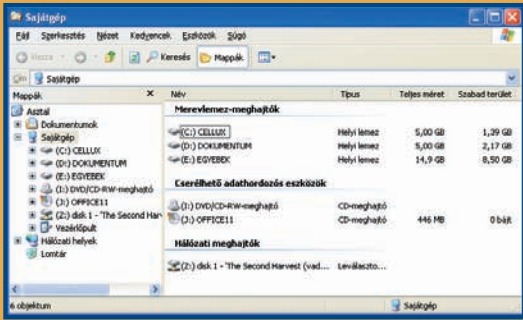 Sajátgép
Fájl Szerkesztés Nézet Kedvencek Eszközök Súgó
Vissza Keresés Mappák
Cím Sajátgép
Mappák Név Típus Teljes méret Szabad terület
Asztal
Dokumentumok
Sajátgép
(C:) CELLUX
(D:) DOKUMENTUM
(E:) EGYEBEK
(I:) DVD/CD-RW-meghajtó
(J:) OFFICE11
(Z:) disk 1 - 'The Second Har
Vezérlőpult
Hálózati helyek
Lomtár
Merevlemez-meghajtók
(C:) CELLUX Helyi lemez 5,00 GB 1,39 GB
(D:) DOKUMENTUM Helyi lemez 5,00 GB 2,17 GB
(E:) EGYEBEK Helyi lemez 14,9 GB 8,50 GB
Cserélhető adathordozós eszközök
(I:) DVD/CD-RW-meghajtó CD-meghajtó
(J:) OFFICE11 CD-meghajtó 446 MB 0 bájt
Hálózati meghajtók
(Z:) disk 1 - 'The Second Harvest (vad... Leválaszto...
6 objektum Sajátgép